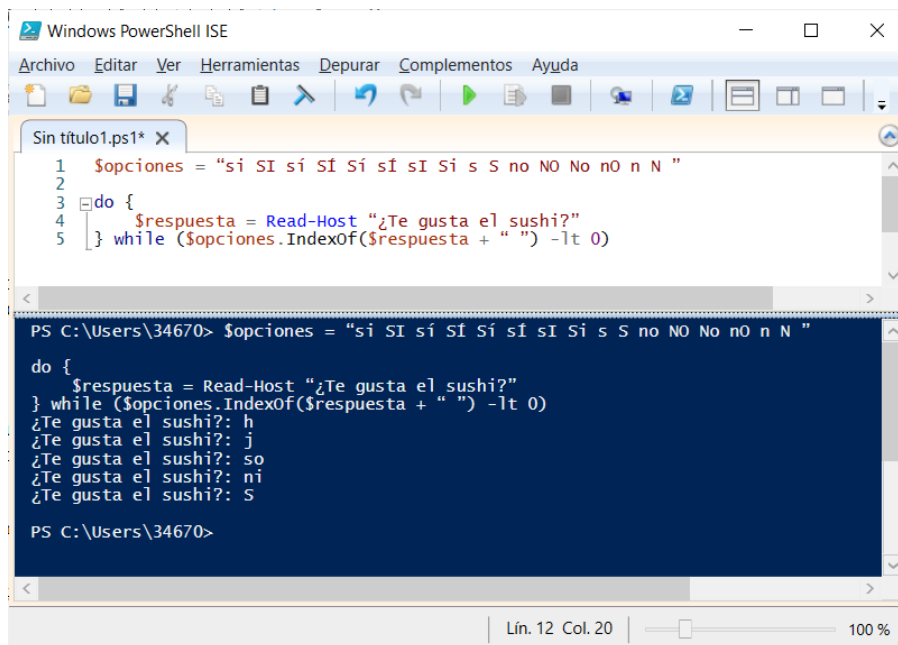 Windows PowerShell ISE
Archivo Editar Ver Herramientas Depurar Complementos Ayuda
Sin título1.ps1* X
1 $opciones = “si SI sí SÍ Sí sÍ sI Si s S no NO No nO n N ”
2
3 do {
4 $respuesta = Read-Host “¿Te gusta el sushi?”
5 } while ($opciones.IndexOf($respuesta + “ ”) -lt 0)
PS C:\Users\34670> $opciones = “si SI sí SÍ Sí sÍ sI Si s S no NO No nO n N ”
do {
$respuesta = Read-Host “¿Te gusta el sushi?”
} while ($opciones.IndexOf($respuesta + “ ”) -lt 0)
¿Te gusta el sushi?: h
¿Te gusta el sushi?: j
¿Te gusta el sushi?: so
¿Te gusta el sushi?: ni
¿Te gusta el sushi?: S
PS C:\Users\34670>
Lín. 12 Col. 20 100 %